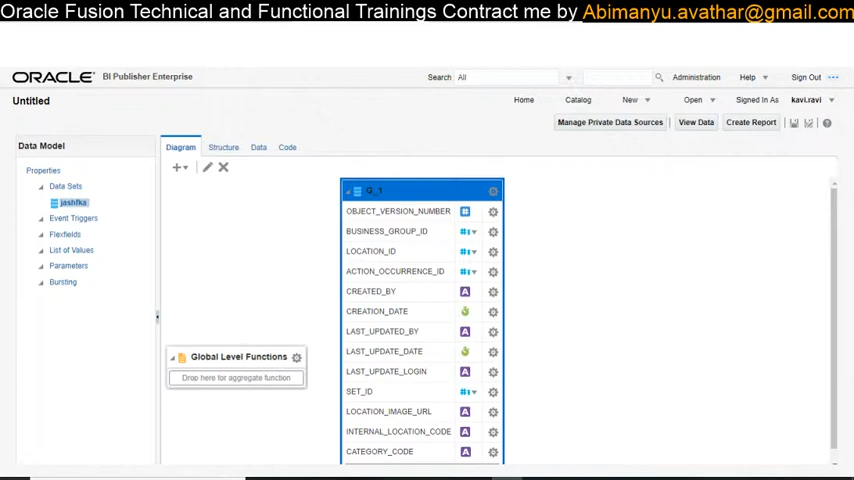 Oracle Fusion Technical and Functional Trainings Contract me by Abimanyu.avathar@gmail.com
ORACLE BI Publisher Enterprise Search All Administration Help Sign Out
Untitled Home Catalog New Open Signed In As kavi.ravi
Manage Private Data Sources View Data Create Report
Data Model
Properties
Data Sets
jashfka
Event Triggers
Flexfields
List of Values
Parameters
Bursting
Diagram Structure Data Code
G_1
OBJECT_VERSION_NUMBER
BUSINESS_GROUP_ID
LOCATION_ID
ACTION_OCCURRENCE_ID
CREATED_BY
CREATION_DATE
LAST_UPDATED_BY
LAST_UPDATE_DATE
LAST_UPDATE_LOGIN
SET_ID
LOCATION_IMAGE_URL
INTERNAL_LOCATION_CODE
CATEGORY_CODE
Global Level Functions
Drop here for aggregate function